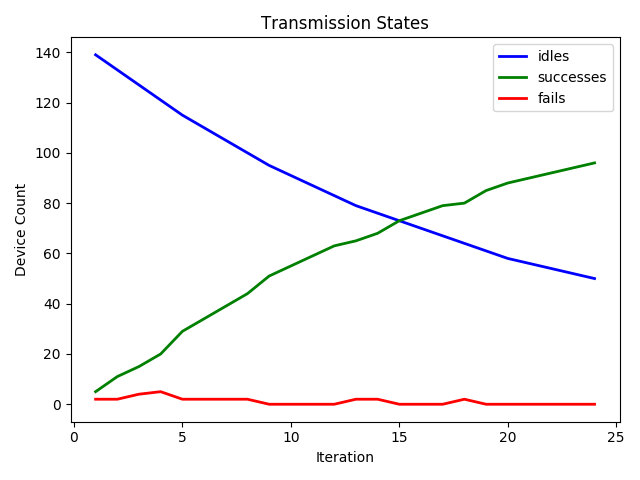 Transmission States
140
120
100
80
60
40
20
0
Device Count
idles
successes
fails
0 5 10 15 20 25
Iteration